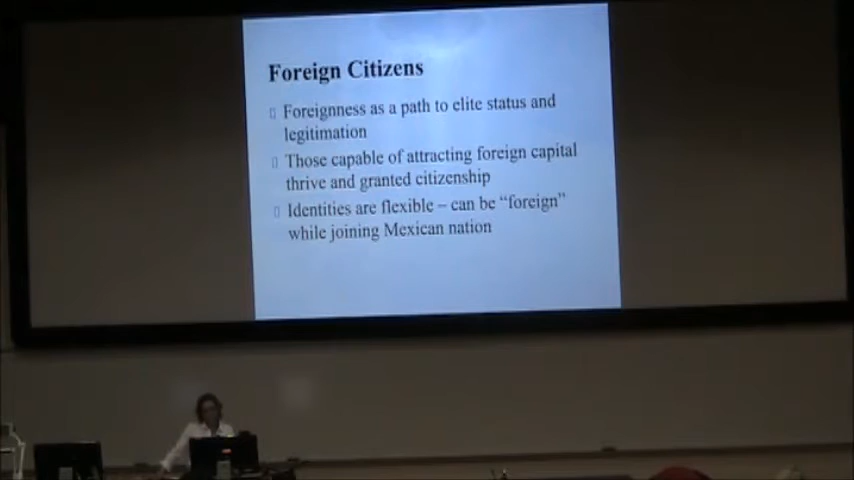 Foreign Citizens
Foreignness as a path to elite status and
legitimation
Those capable of attracting foreign capital
thrive and granted citizenship
Identities are flexible – can be “foreign”
while joining Mexican nation